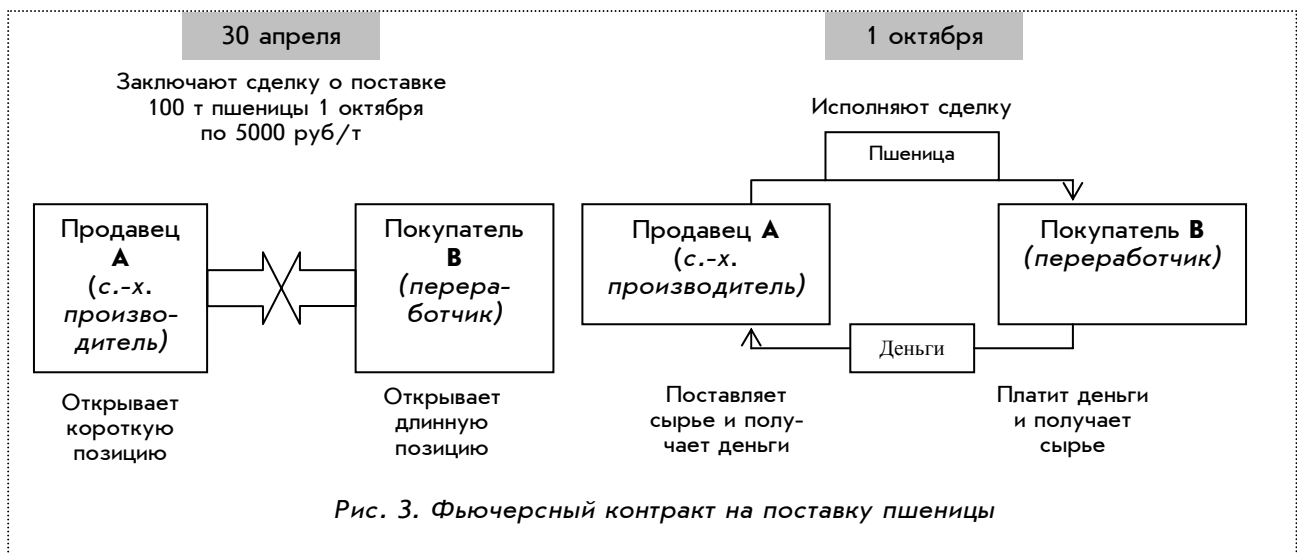 30 апреля
Заключают сделку о поставке
100 т пшеницы 1 октября
по 5000 руб/т
Продавец
А
(с.-х.
произво-
дитель)
Покупатель
В
(перера-
ботчик)
Открывает
короткую
позицию
Открывает
длинную
позицию
1 октября
Исполняют сделку
Пшеница
Продавец А
(с.-х.
производитель)
Покупатель В
(переработчик)
Деньги
Поставляет
сырье и полу-
чает деньги
Платит деньги
и получает
сырье
Рис. 3. Фьючерсный контракт на поставку пшеницы